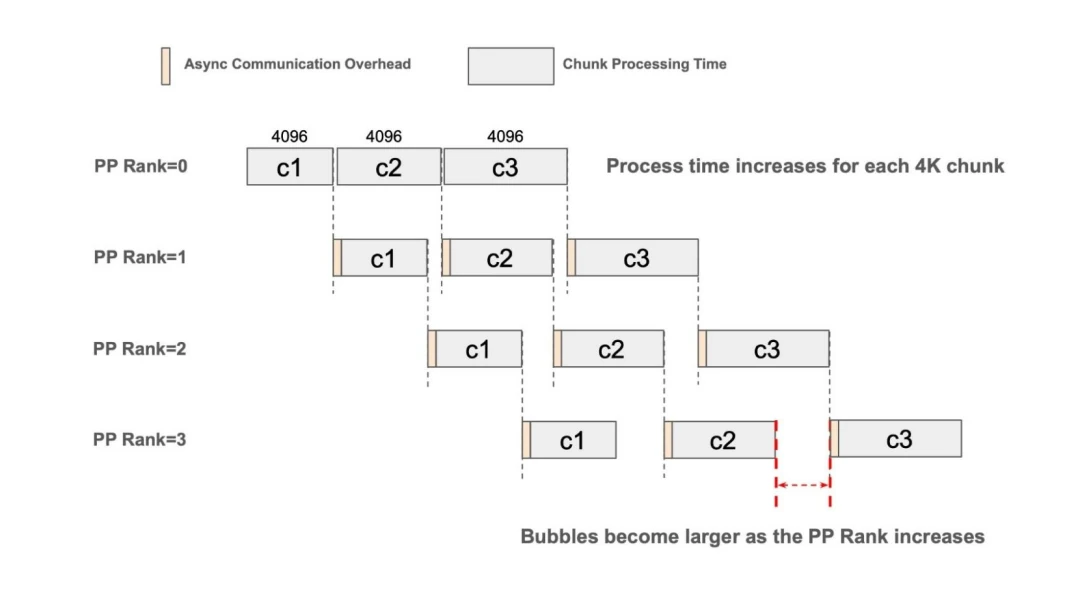 Async Communication Overhead
Chunk Processing Time
4096 4096 4096
PP Rank=0 c1 c2 c3 Process time increases for each 4K chunk
PP Rank=1 c1 c2 c3
PP Rank=2 c1 c2 c3
PP Rank=3 c1 c2 c3
Bubbles become larger as the PP Rank increases